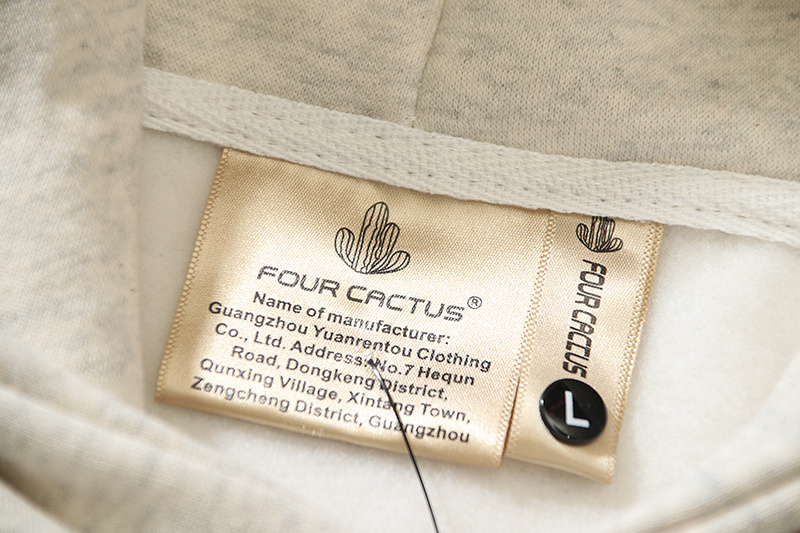 FOUR CACTUS®
Name of manufacturer:
Guangzhou Yuanrentou Clothing
Co., Ltd. Address: No.7 Hequn
Road, Dongkeng District,
Qunxing Village, Xintang Town,
Zengcheng District, Guangzhou
FOUR CACTUS
L